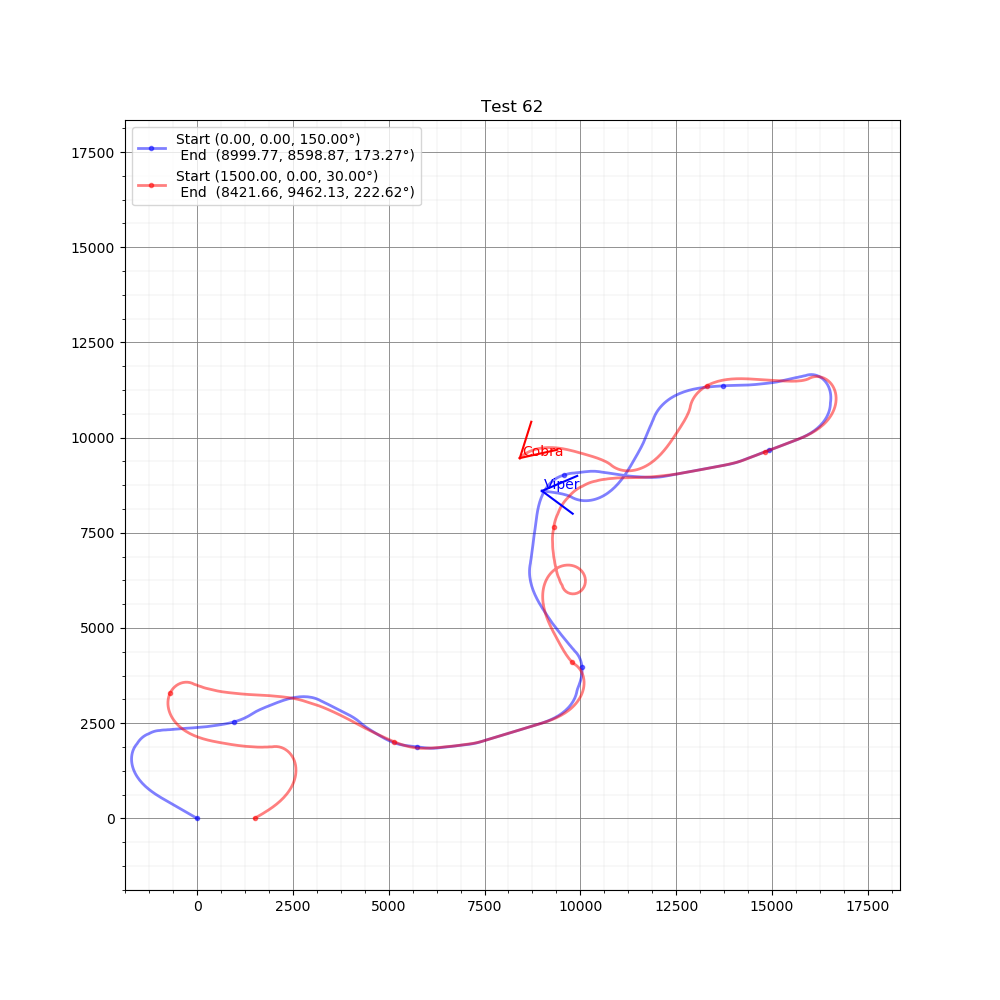 Test 62
Start (0.00, 0.00, 150.00°)
End (8999.77, 8598.87, 173.27°)
Start (1500.00, 0.00, 30.00°)
End (8421.66, 9462.13, 222.62°)
17500
15000
12500
10000
7500
5000
2500
0
Cobra
Viper
0 2500 5000 7500 10000 12500 15000 17500